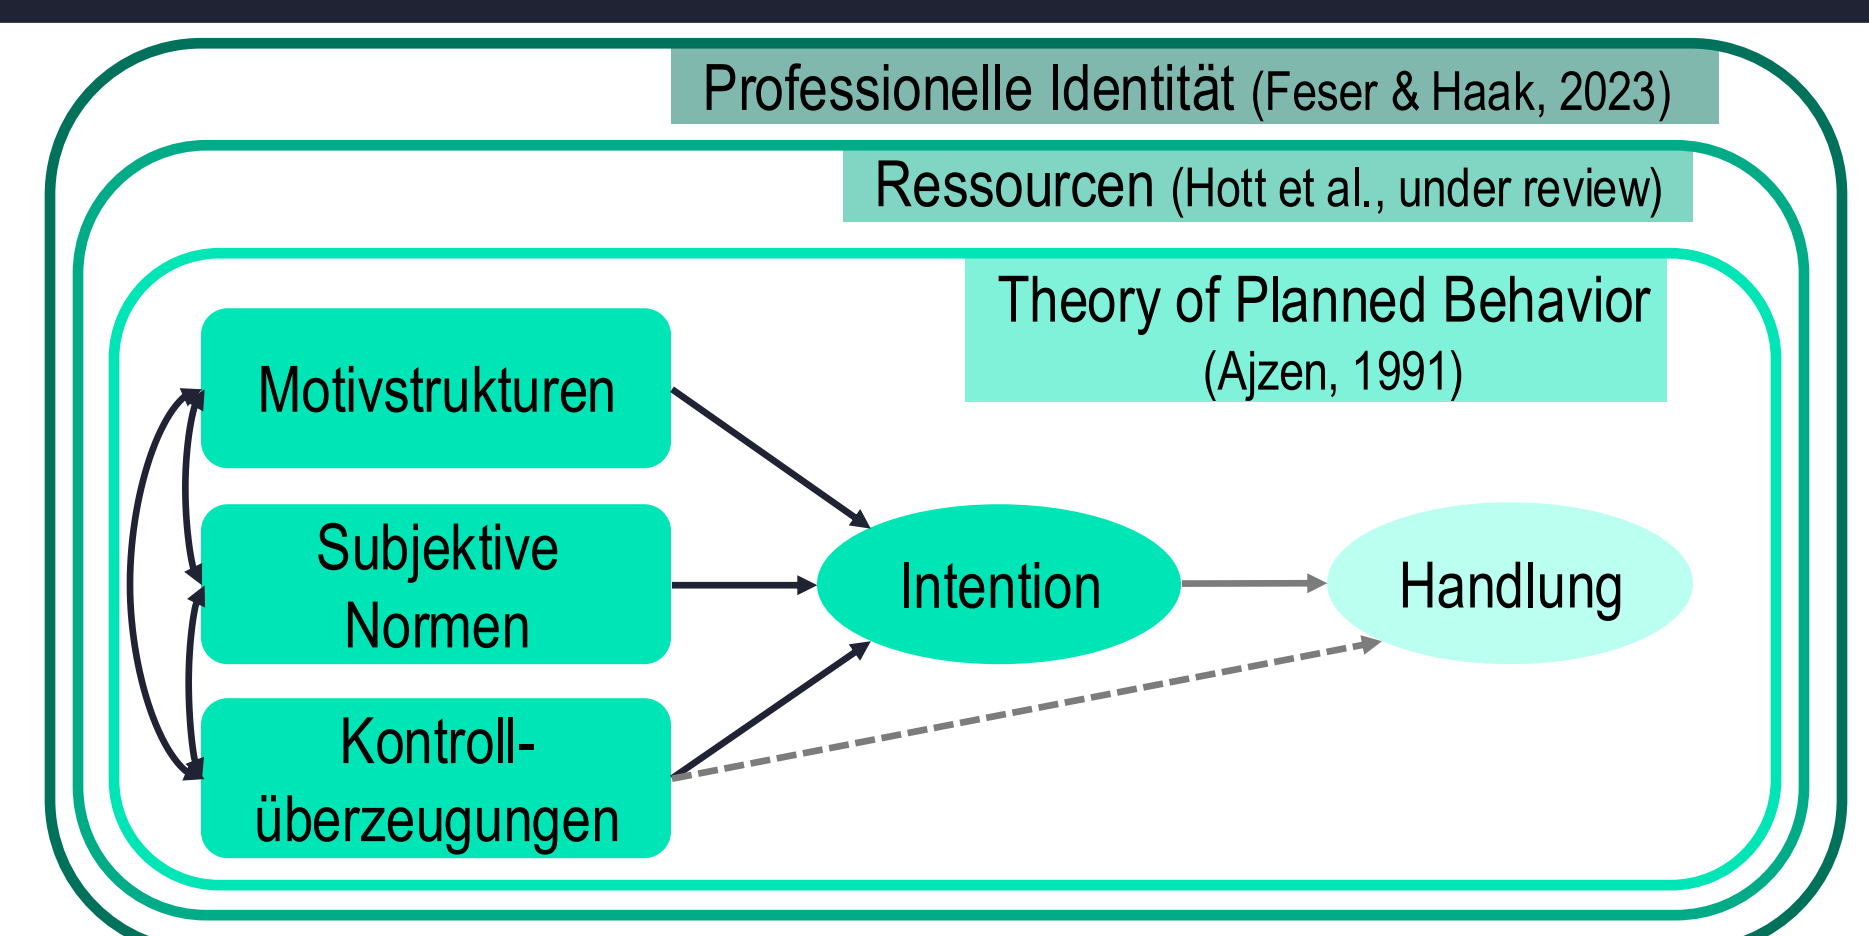 Professionelle Identität (Feser & Haak, 2023)
Ressourcen (Hott et al., under review)
Theory of Planned Behavior
(Ajzen, 1991)
Motivstrukturen
Subjektive
Normen
Kontroll-
überzeugungen
Intention
Handlung